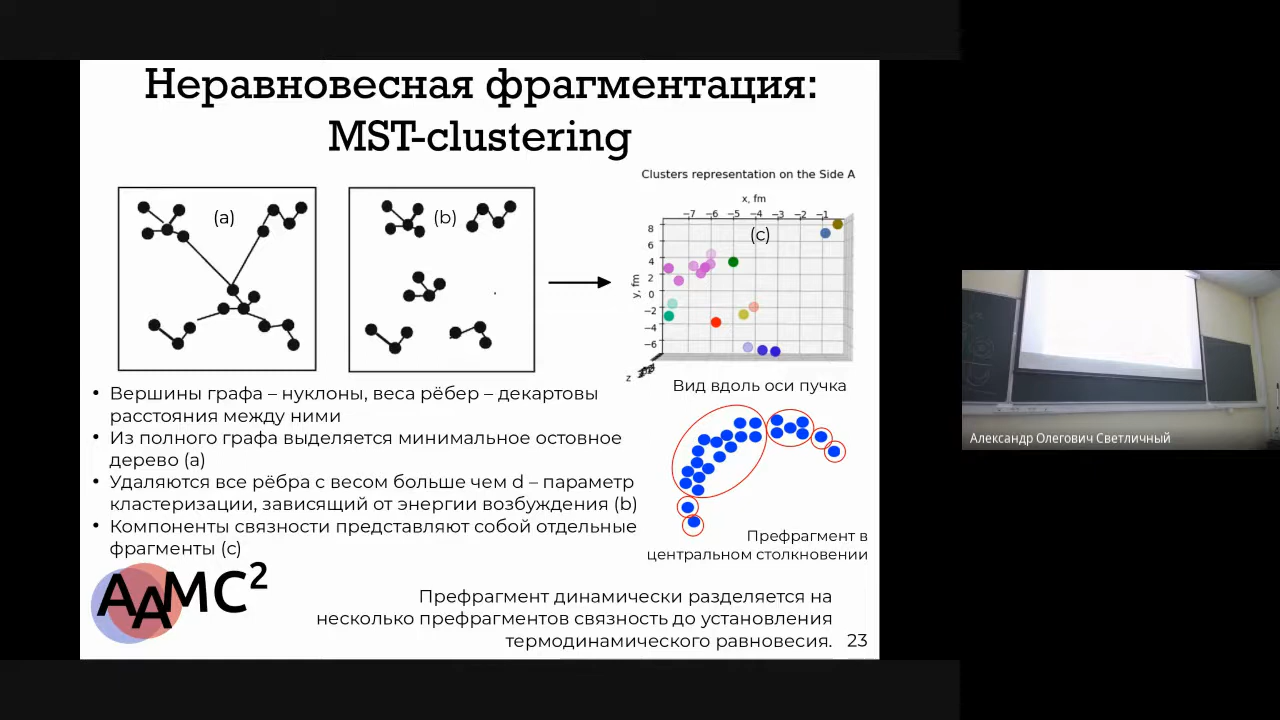 Неравновесная фрагментация:
MST-clustering
(a)
(b)
Clusters representation on the Side A
x, fm
−7 −6 −5 −4 −3 −2 −1
(c)
8
6
4
2
0
−2
−4
−6
y, fm
z
Вид вдоль оси пучка
• Вершины графа – нуклоны, веса рёбер – декартовы
расстояния между ними
• Из полного графа выделяется минимальное остовное
дерево (a)
• Удаляются все рёбра с весом больше чем d – параметр
кластеризации, зависящий от энергии возбуждения (b)
• Компоненты связности представляют собой отдельные
фрагменты (c)
Префрагмент в
центральном столкновении
AAMC²
Префрагмент динамически разделяется на
несколько префрагментов связность до установления
термодинамического равновесия.
23
Александр Олегович Светличный